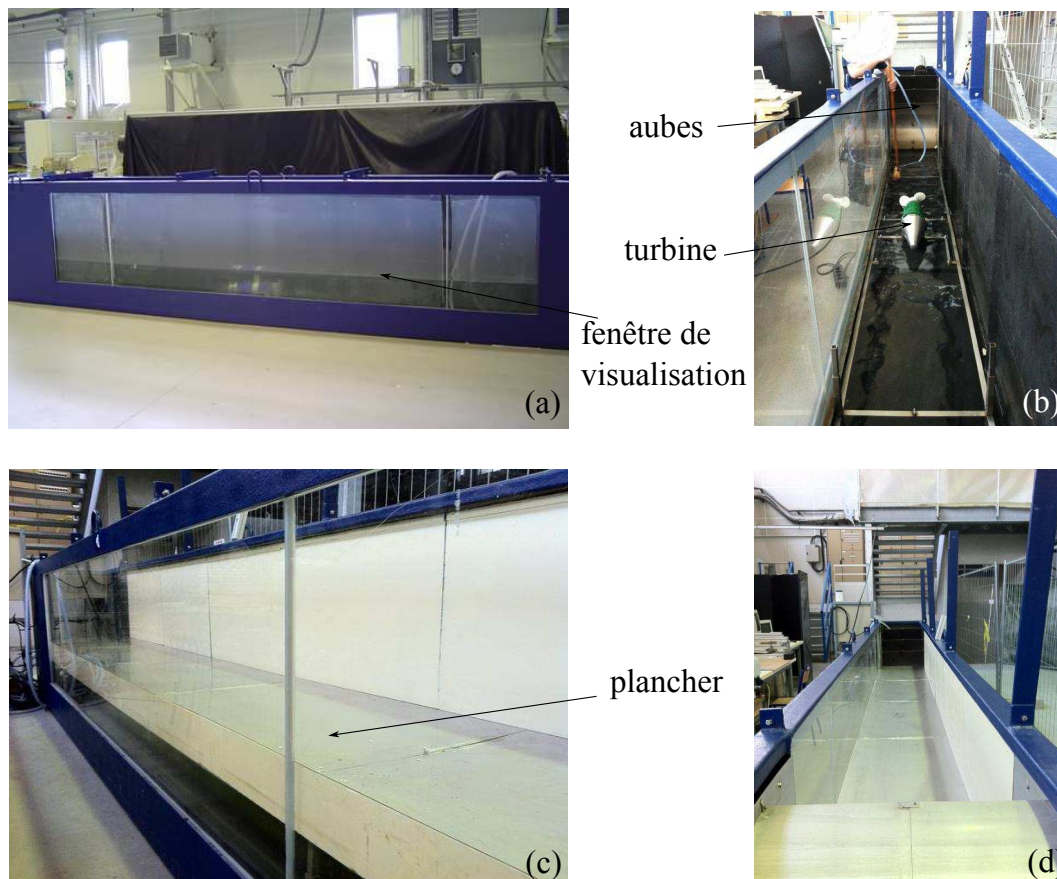 aubes
turbine
fenêtre de
visualisation
(a)
(b)
plancher
(c)
(d)